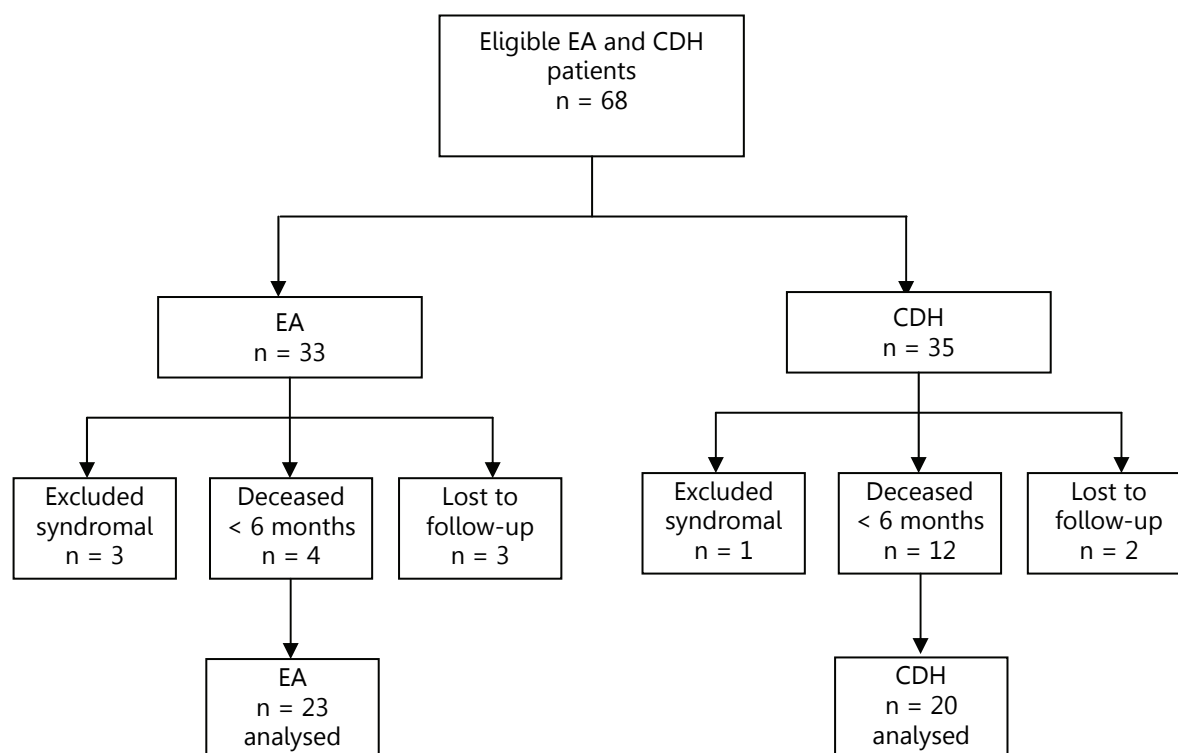 Eligible EA and CDH
patients
n = 68
EA
n = 33
CDH
n = 35
Excluded
syndromal
n = 3
Deceased
< 6 months
n = 4
Lost to
follow-up
n = 3
Excluded
syndromal
n = 1
Deceased
< 6 months
n = 12
Lost to
follow-up
n = 2
EA
n = 23
analysed
CDH
n = 20
analysed